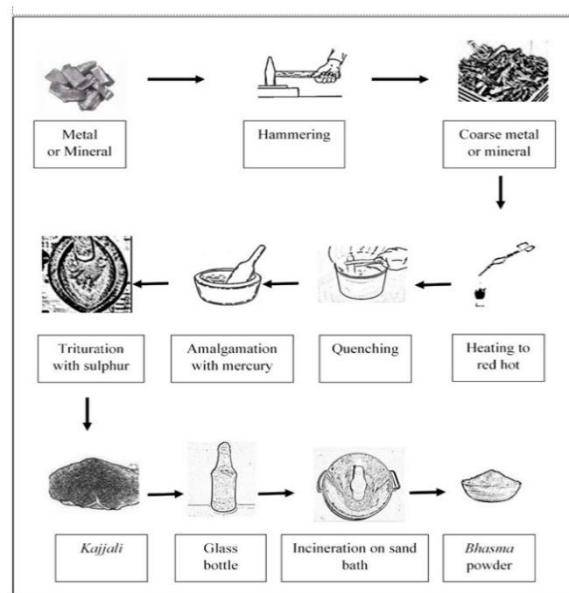 Metal
or Mineral
Hammering
Coarse metal
or mineral
Trituration
with sulphur
Amalgamation
with mercury
Quenching
Heating to
red hot
Kajjali
Glass
bottle
Incineration on sand
bath
Bhasma
powder